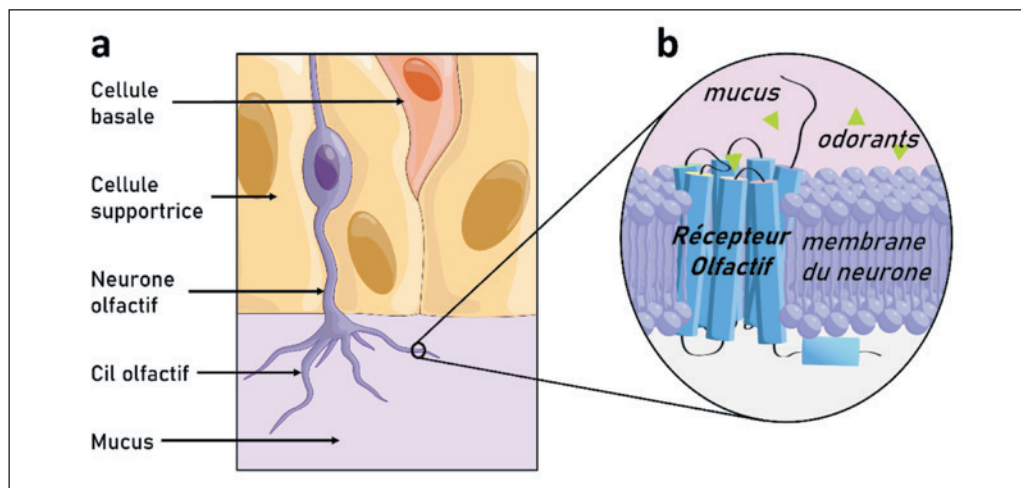 a
Cellule
basale
Cellule
supportrice
Neurone
olfactif
Cil olfactif
Mucus
b
mucus
odorants
Récepteur
Olfactif
membrane
du neurone